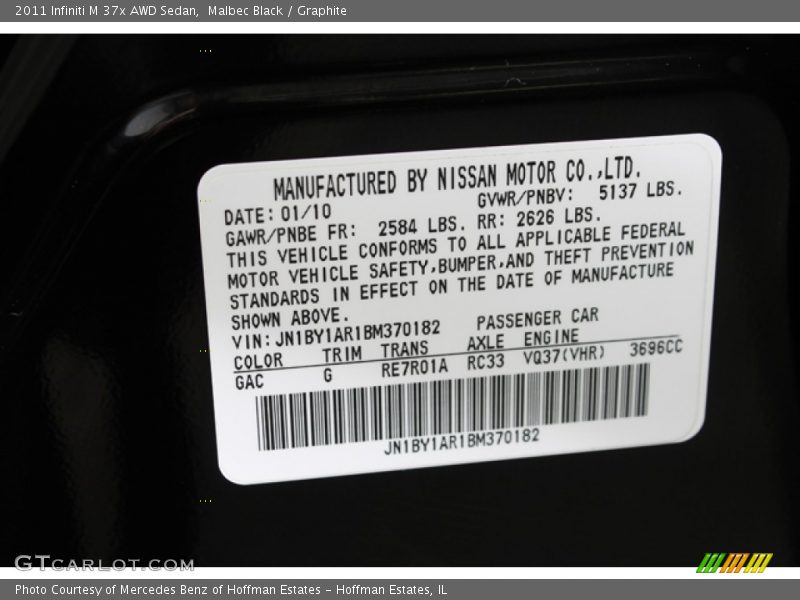 2011 Infiniti M 37x AWD Sedan, Malbec Black / Graphite
MANUFACTURED BY NISSAN MOTOR CO.,LTD.
DATE: 01/10 GVWR/PNBV: 5137 LBS.
GAWR/PNBE FR: 2584 LBS. RR: 2626 LBS.
THIS VEHICLE CONFORMS TO ALL APPLICABLE FEDERAL
MOTOR VEHICLE SAFETY,BUMPER,AND THEFT PREVENTION
STANDARDS IN EFFECT ON THE DATE OF MANUFACTURE
SHOWN ABOVE.
VIN: JN1BY1AR1BM370182 PASSENGER CAR
COLOR TRIM TRANS AXLE ENGINE
GAC G RE7R01A RC33 VQ37(VHR) 3696CC
JN1BY1AR1BM370182
GTCARLOT.COM
Photo Courtesy of Mercedes Benz of Hoffman Estates - Hoffman Estates, IL